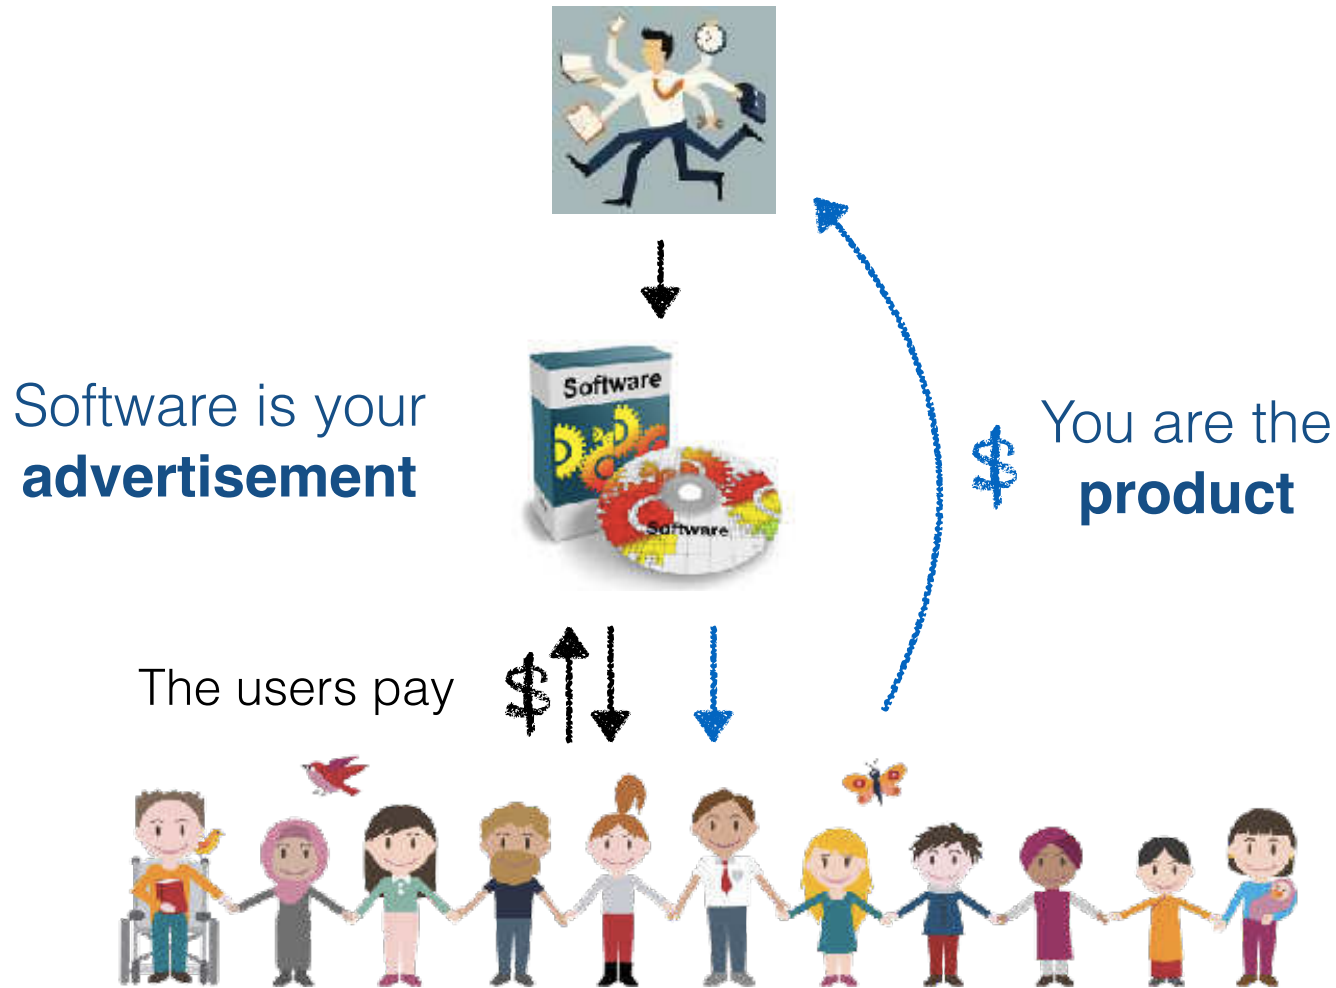 Software
Software is your
advertisement
$
You are the
product
Software
The users pay
$